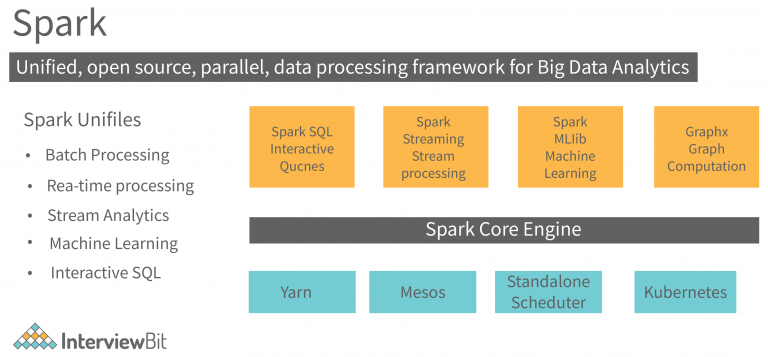 Spark
Unified, open source, parallel, data processing framework for Big Data Analytics
Spark Unifiles
• Batch Processing
• Rea-time processing
• Stream Analytics
• Machine Learning
• Interactive SQL
Spark SQL
Interactive
Qucnes
Spark
Streaming
Stream
processing
Spark
MLIib
Machine
Learning
Graphx
Graph
Computation
Spark Core Engine
Yarn
Mesos
Standalone
Scheduter
Kubernetes
InterviewBit